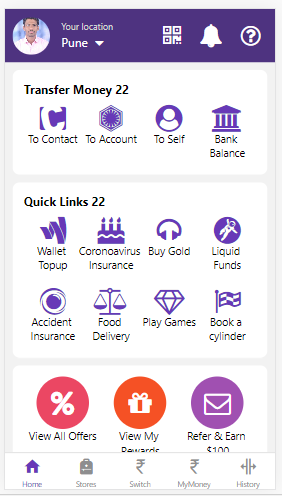 Your location
Pune
Transfer Money 22
To Contact To Account To Self Bank
Balance
Quick Links 22
Wallet Coronoavirus Buy Gold Liquid
Topup Insurance Funds
Accident Food Play Games Book a
Insurance Delivery cylinder
%
View All Offers View My Refer & Earn
Rewards $100
Home Stores Switch MyMoney History